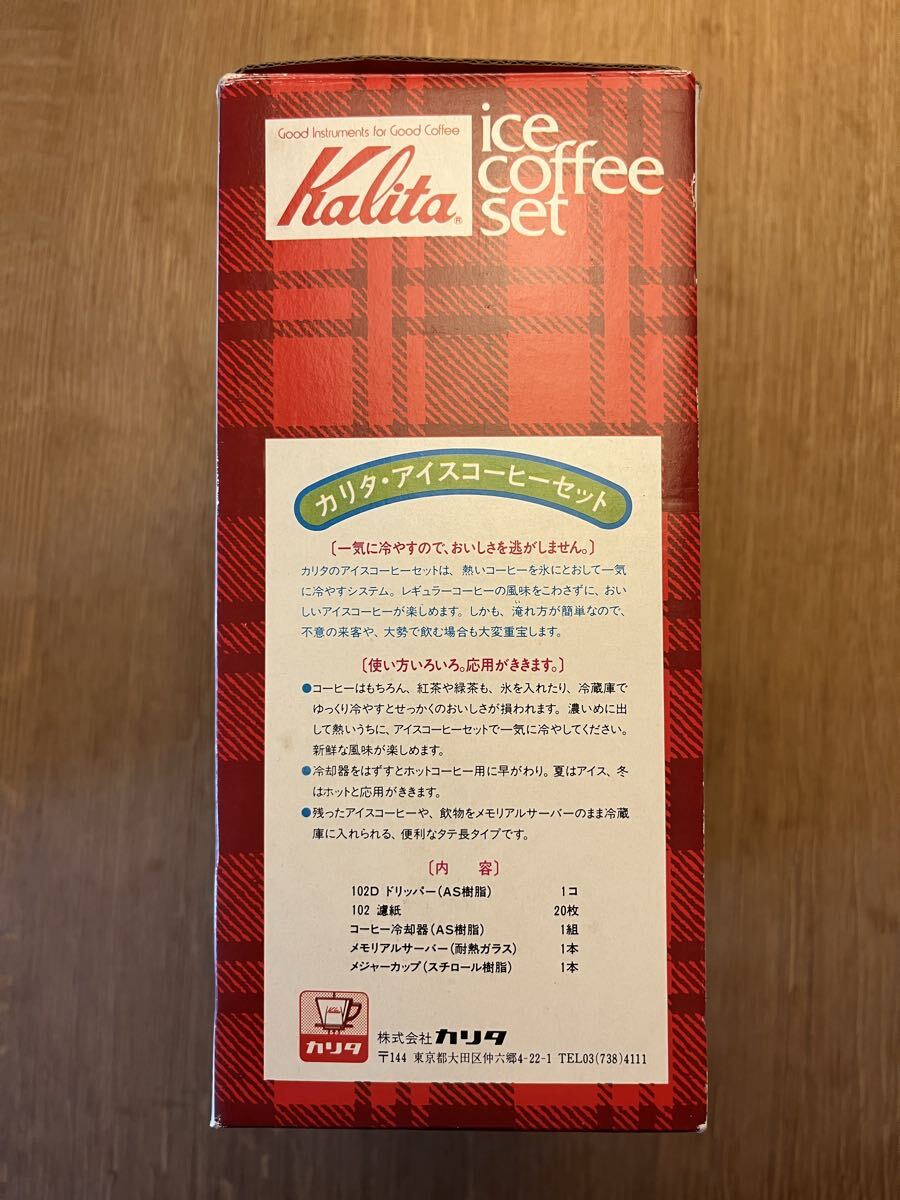 Good Instruments for Good Coffee
Kalita®
ice
coffee
set
カリタ・アイスコーヒーセット
〔一気に冷やすので、おいしさを逃がしません。〕
カリタのアイスコーヒーセットは、熱いコーヒーを氷にとおして一気
に冷やすシステム。レギュラーコーヒーの風味をこわさずに、おい
しいアイスコーヒーが楽しめます。しかも、淹れ方が簡単なので、
不意の来客や、大勢で飲む場合も大変重宝します。
〔使い方いろいろ。応用がききます。〕
●コーヒーはもちろん、紅茶や緑茶も、氷を入れたり、冷蔵庫で
ゆっくり冷やすとせっかくのおいしさが損われます。濃いめに出
して熱いうちに、アイスコーヒーセットで一気に冷やしてください。
新鮮な風味が楽しめます。
●冷却器をはずすとホットコーヒー用に早がわり。夏はアイス、冬
はホットと応用がききます。
●残ったアイスコーヒーや、飲物をメモリアルサーバーのまま冷蔵
庫に入れられる、便利なタテ長タイプです。
〔内 容〕
102D ドリッパー(AS樹脂) 1コ
102 濾紙 20枚
コーヒー冷却器(AS樹脂) 1組
メモリアルサーバー(耐熱ガラス) 1本
メジャーカップ(スチロール樹脂) 1本
Kalita
カリタ
株式会社カリタ
〒144 東京都大田区仲六郷4-22-1 TEL03(738)4111